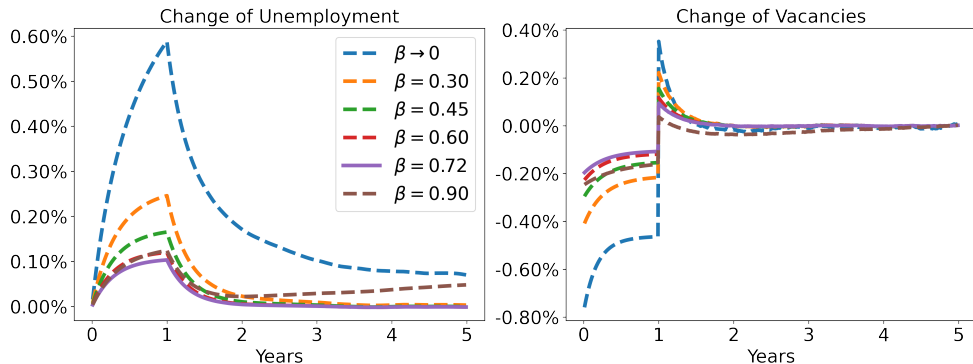 Change of Unemployment
0.60%
0.50%
0.40%
0.30%
0.20%
0.10%
0.00%
0
1
2
3
4
5
Years
β → 0
β = 0.30
β = 0.45
β = 0.60
β = 0.72
β = 0.90
Change of Vacancies
0.40%
0.20%
0.00%
-0.20%
-0.40%
-0.60%
-0.80%
0
1
2
3
4
5
Years